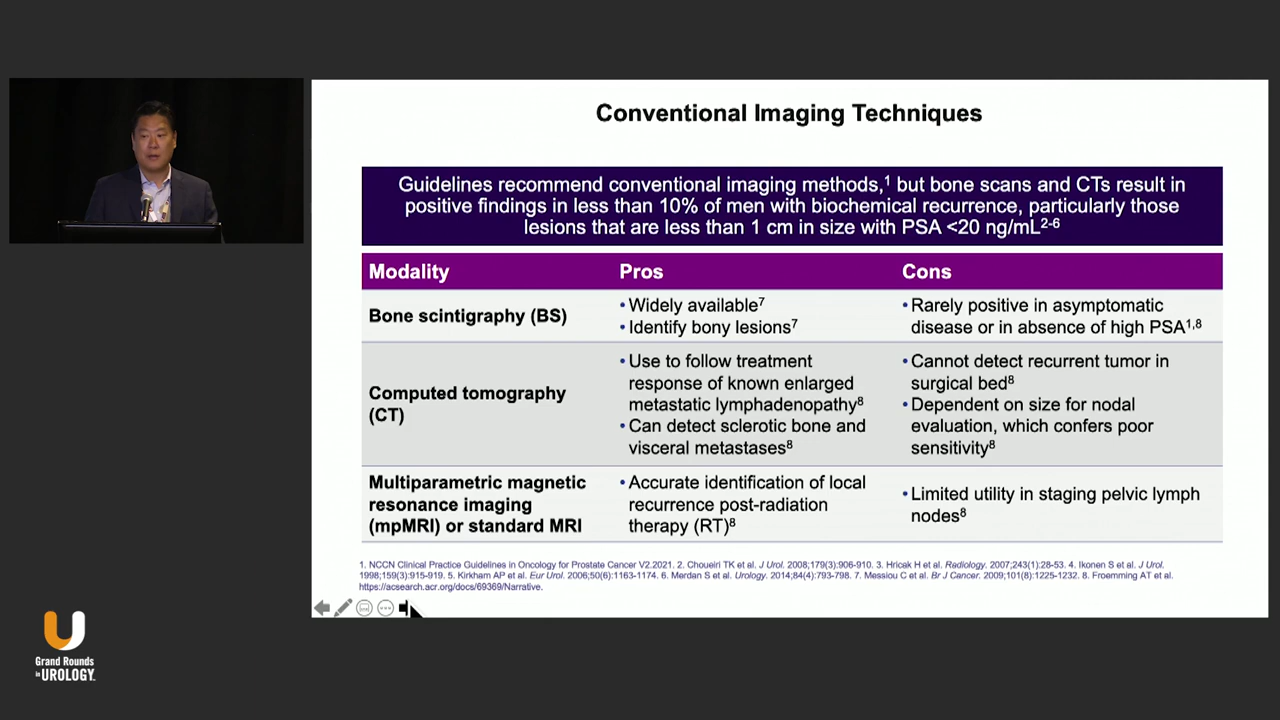 Conventional Imaging Techniques
Guidelines recommend conventional imaging methods,1 but bone scans and CTs result in
positive findings in less than 10% of men with biochemical recurrence, particularly those
lesions that are less than 1 cm in size with PSA <20 ng/mL2-6
Modality Pros Cons
Bone scintigraphy (BS)
• Widely available7
• Identify bony lesions7
• Rarely positive in asymptomatic
disease or in absence of high PSA1,8
Computed tomography
(CT)
• Use to follow treatment
response of known enlarged
metastatic lymphadenopathy8
• Can detect sclerotic bone and
visceral metastases8
• Cannot detect recurrent tumor in
surgical bed8
• Dependent on size for nodal
evaluation, which confers poor
sensitivity8
Multiparametric magnetic
resonance imaging
(mpMRI) or standard MRI
• Accurate identification of local
recurrence post-radiation
therapy (RT)8
• Limited utility in staging pelvic lymph
nodes8
1. NCCN Clinical Practice Guidelines in Oncology for Prostate Cancer V2.2021. 2. Choueiri TK et al. J Urol. 2008;179(3):906-910. 3. Hricak H et al. Radiology. 2007;243(1):28-53. 4. Ikonen S et al. J Urol.
1998;159(3):915-919. 5. Kirkham AP et al. Eur Urol. 2006;50(6):1163-1174. 6. Merdan S et al. Urology. 2014;84(4):793-798. 7. Messiou C et al. Br J Cancer. 2009;101(8):1225-1232. 8. Froemming AT et al.
https://acsearch.acr.org/docs/69369/Narrative.
Grand Rounds
in UROLOGY